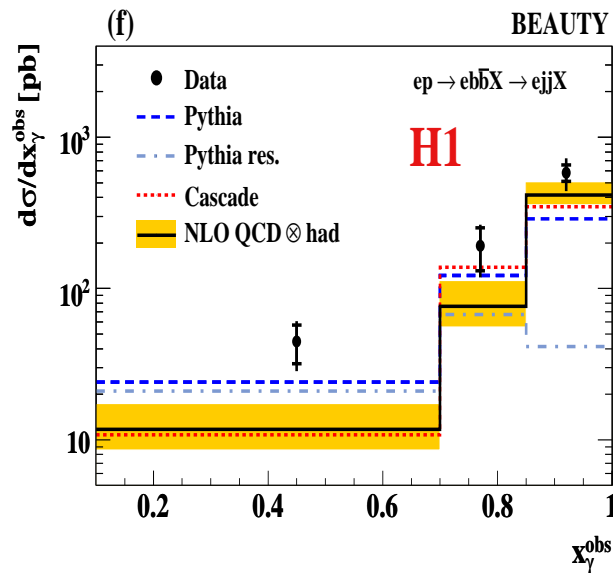 (f) BEAUTY
dσ/dx_γ^obs [pb]
Data
Pythia
Pythia res.
Cascade
NLO QCD ⊗ had
ep → ebb̄X → ejjX
H1
10^3
10^2
10
0.2 0.4 0.6 0.8 1
x_γ^obs